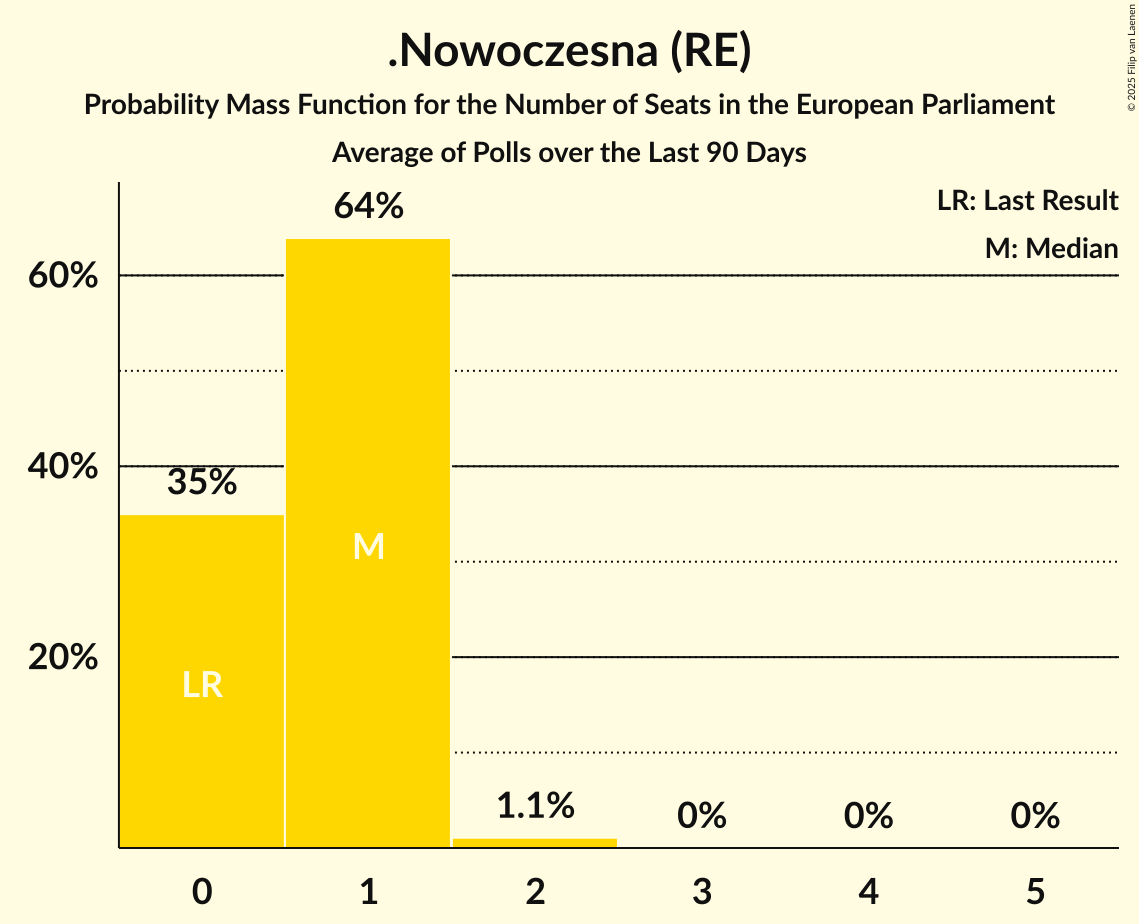 .Nowoczesna (RE)
Probability Mass Function for the Number of Seats in the European Parliament
Average of Polls over the Last 90 Days
© 2025 Filip van Laenen
LR: Last Result
M: Median
60%
40%
20%
35%
64%
1.1%
0%
0%
0%
LR
M
0
1
2
3
4
5